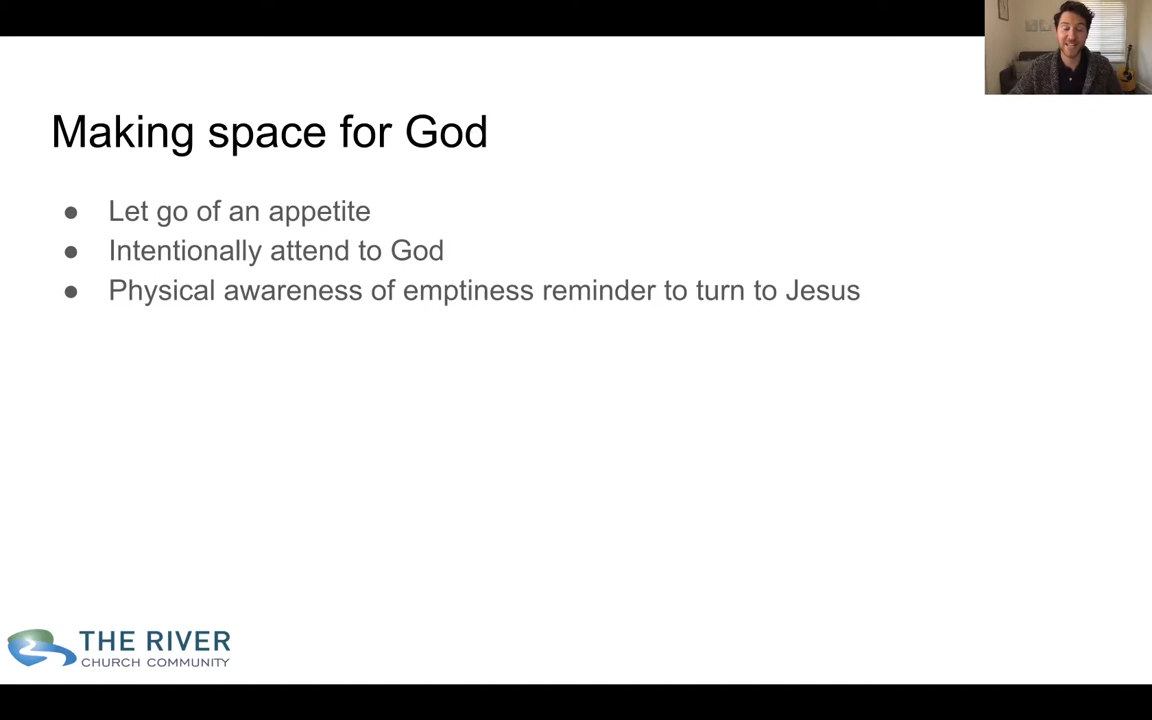 Making space for God
● Let go of an appetite
● Intentionally attend to God
● Physical awareness of emptiness reminder to turn to Jesus
THE RIVER
CHURCH COMMUNITY